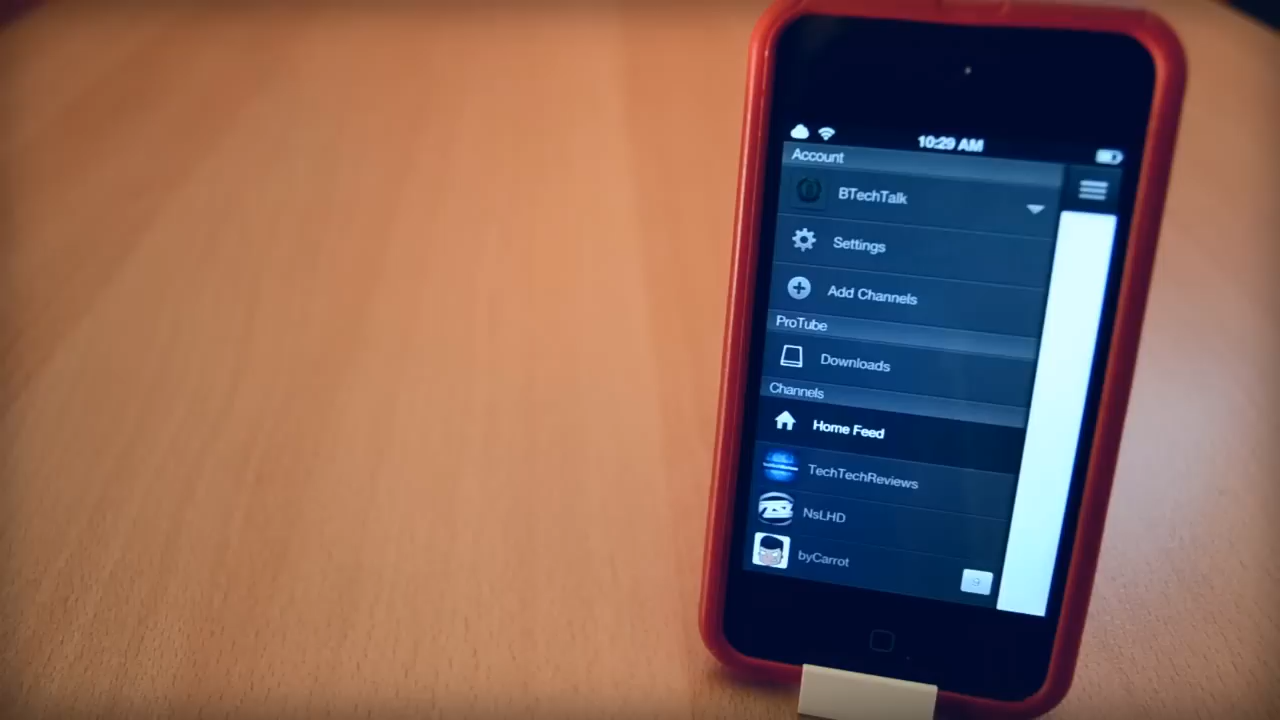 10:29 AM
Account
BTechTalk
Settings
Add Channels
ProTube
Downloads
Channels
Home Feed
TechTechReviews
NsLHD
byCarrot